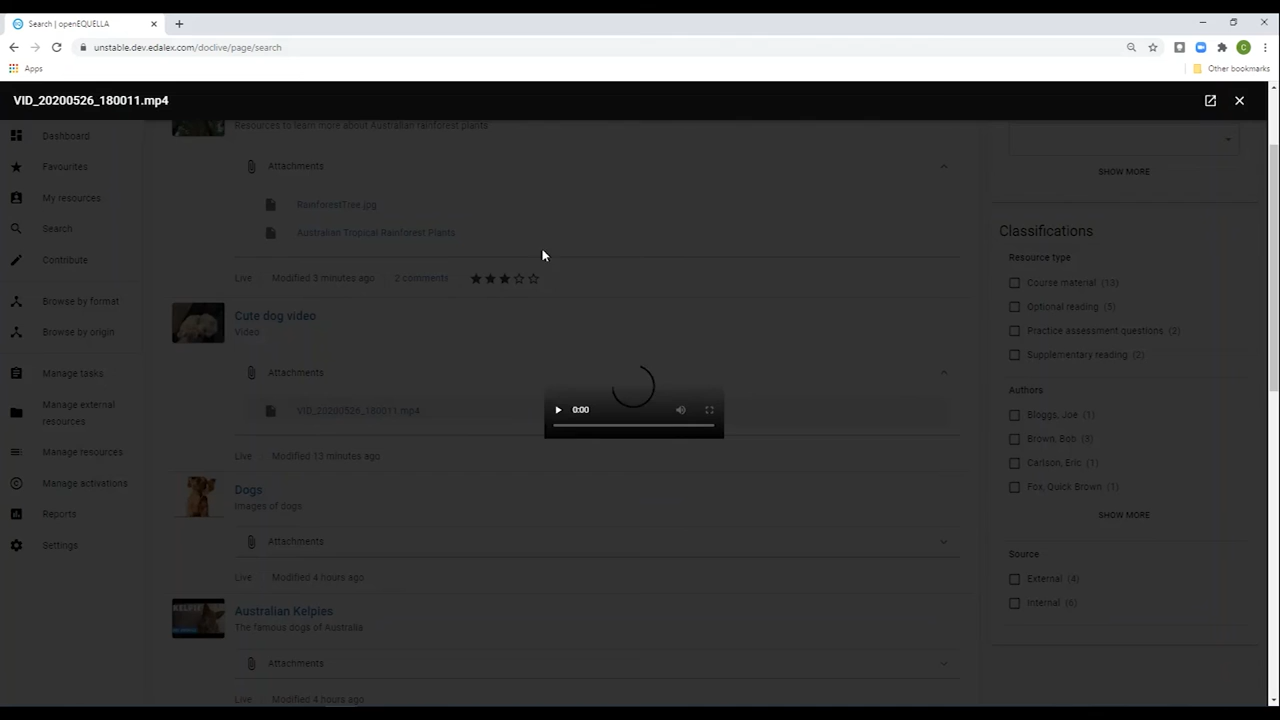 Search | openEQUELLA
unstable.dev.edalex.com/doclive/page/search
C
Apps
Other bookmarks
VID_20200526_180011.mp4
Dashboard
Favourites
My resources
Search
Contribute
Browse by format
Browse by origin
Manage tasks
Manage external
resources
Manage resources
Manage activations
Reports
Settings
Resources to learn more about Australian rainforest plants
Attachments
RainforestTree.jpg
Australian Tropical Rainforest Plants
Live Modified 3 minutes ago 2 comments
Cute dog video
Video
Attachments
VID_20200526_180011.mp4
0:00
Live Modified 13 minutes ago
Dogs
Images of dogs
Attachments
Live Modified 4 hours ago
KELPIE
Australian Kelpies
The famous dogs of Australia
Attachments
Live Modified 4 hours ago
SHOW MORE
Classifications
Resource type
Course material (13)
Optional reading (5)
Practice assessment questions (2)
Supplementary reading (2)
Authors
Bloggs, Joe (1)
Brown, Bob (3)
Carlson, Eric (1)
Fox, Quick Brown (1)
SHOW MORE
Source
External (4)
Internal (6)